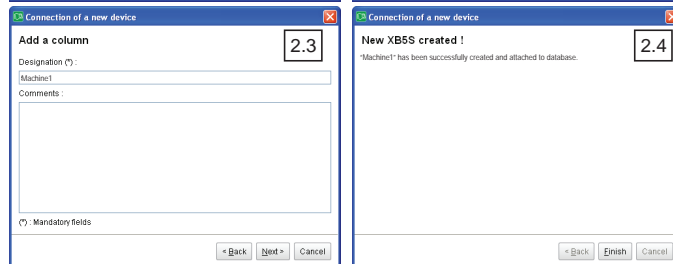 Connection of a new device
Add a column
2.3
Designation (*) :
Machine1
Comments :
(*) : Mandatory fields
< Back Next > Cancel
Connection of a new device
New XB5S created !
2.4
"Machine1" has been successfully created and attached to database.
< Back Finish Cancel